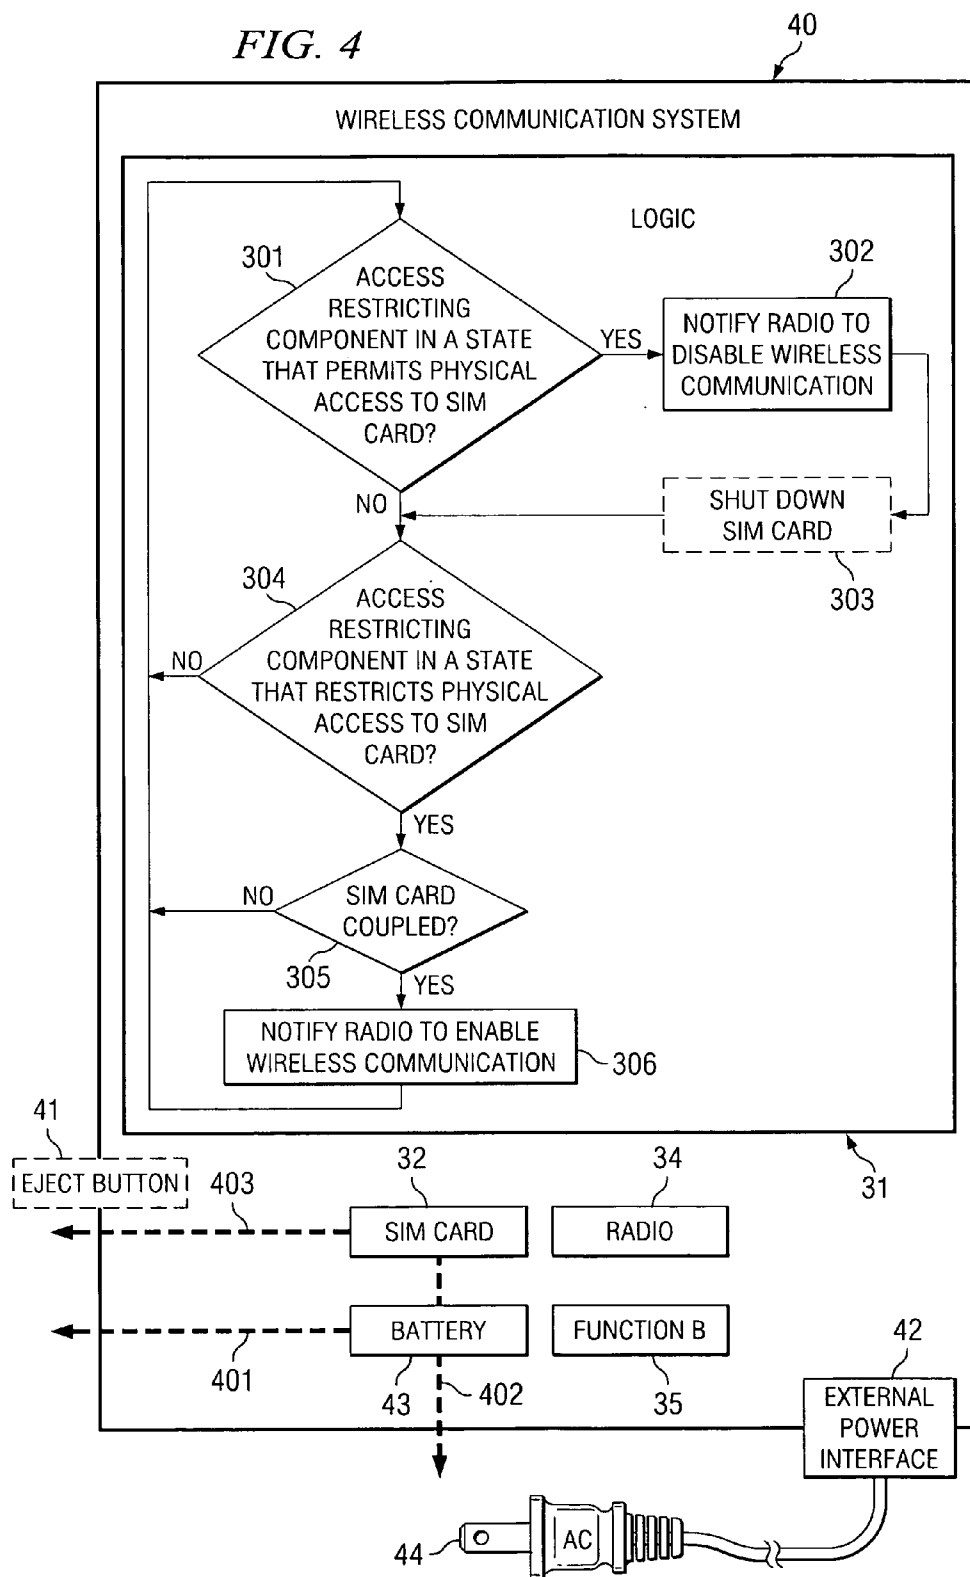 FIG. 4
40
WIRELESS COMMUNICATION SYSTEM
LOGIC
301
ACCESS
RESTRICTING
COMPONENT IN A STATE
THAT PERMITS PHYSICAL
ACCESS TO SIM
CARD?
YES
302
NOTIFY RADIO TO
DISABLE WIRELESS
COMMUNICATION
NO
SHUT DOWN
SIM CARD
303
304
ACCESS
RESTRICTING
COMPONENT IN A STATE
THAT RESTRICTS PHYSICAL
ACCESS TO SIM
CARD?
NO
YES
NO
SIM CARD
COUPLED?
305
YES
NOTIFY RADIO TO ENABLE
WIRELESS COMMUNICATION
306
41
EJECT BUTTON
31
403
32
SIM CARD
34
RADIO
401
BATTERY
43
402
FUNCTION B
35
42
EXTERNAL
POWER
INTERFACE
44
AC